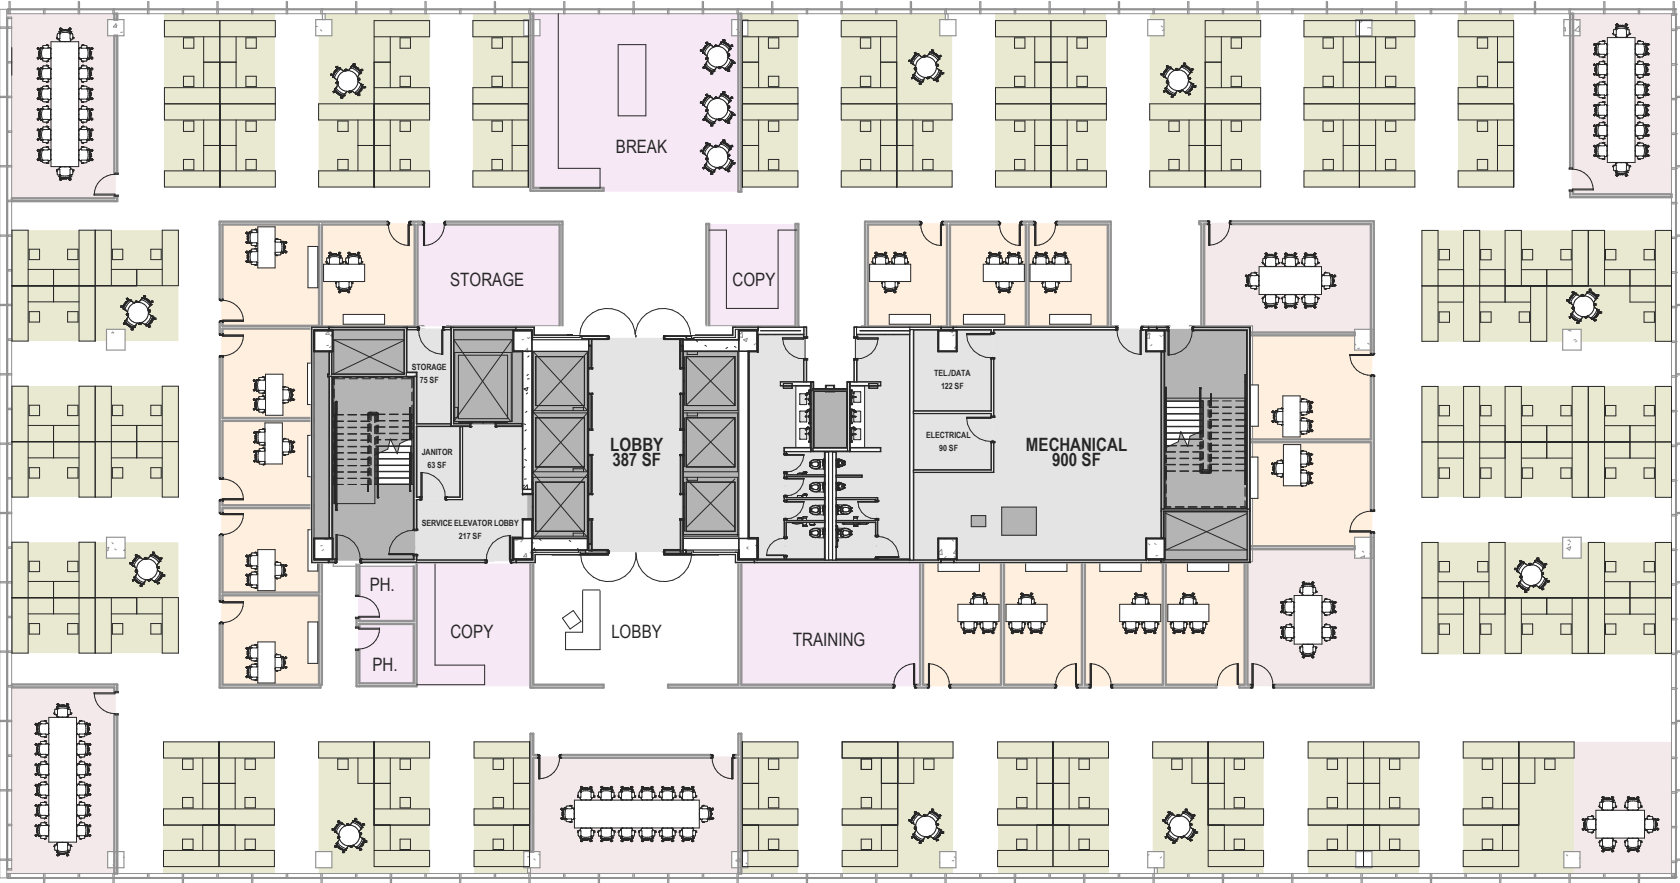 BREAK
STORAGE
COPY
STORAGE
75 SF
TEL./DATA
122 SF
JANITOR
63 SF
LOBBY
387 SF
ELECTRICAL
90 SF
MECHANICAL
900 SF
SERVICE ELEVATOR LOBBY
217 SF
PH.
COPY
LOBBY
TRAINING
PH.